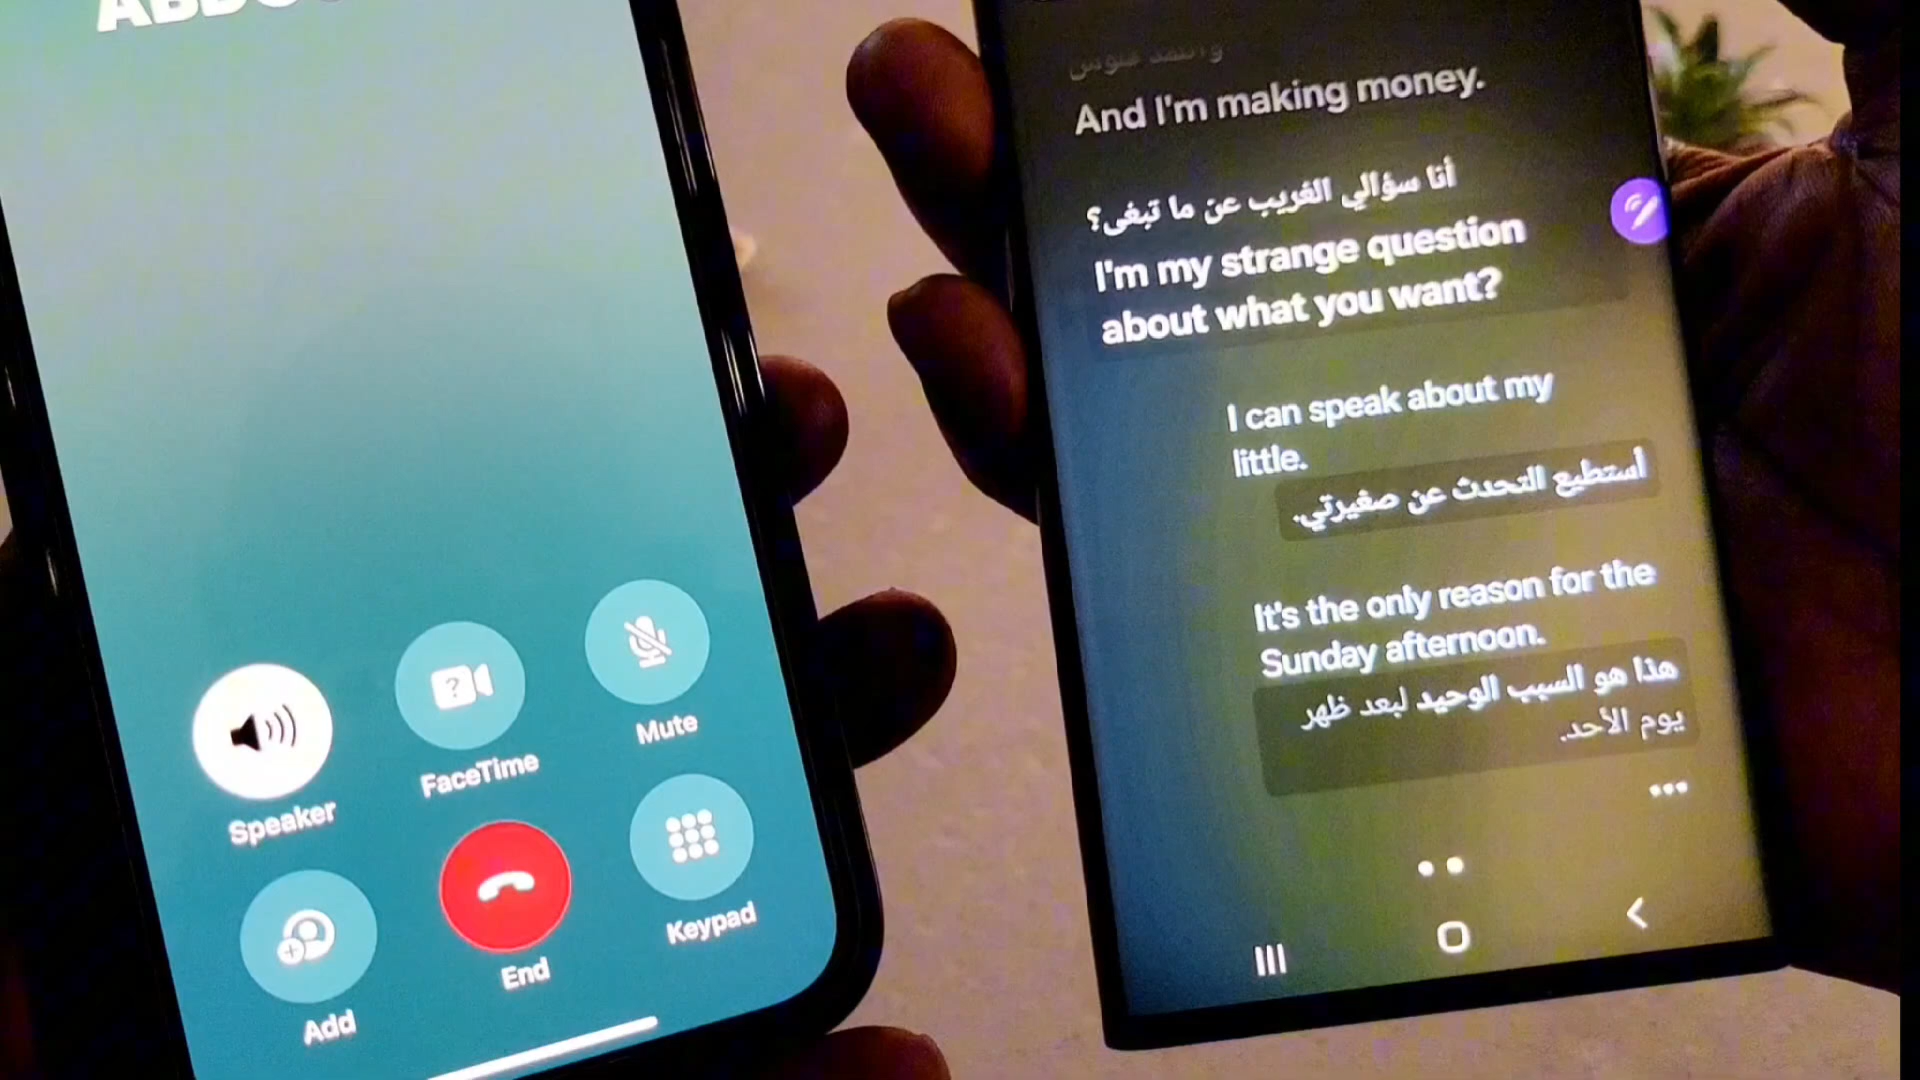 Speaker
FaceTime
Mute
Add
End
Keypad
And I'm making money.
أنا سؤالي الغريب عن ما تبغى؟
I'm my strange question
about what you want?
I can speak about my
little.
أستطيع التحدث عن صغيرتي.
It's the only reason for the
Sunday afternoon.
هذا هو السبب الوحيد لبعد ظهر
يوم الأحد.